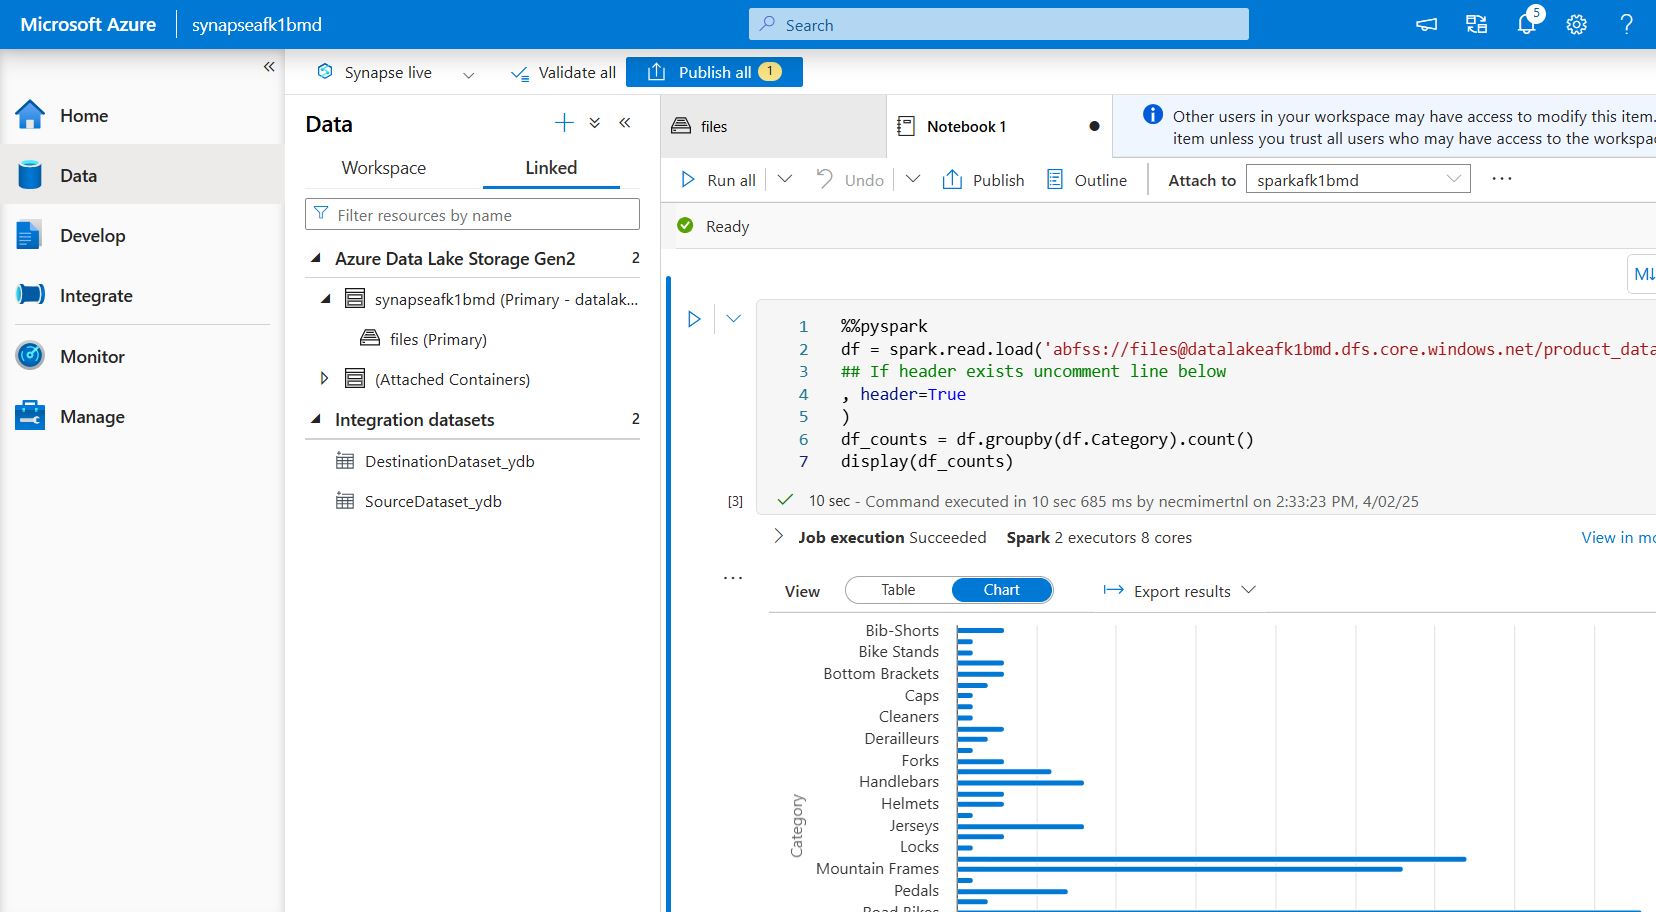 Microsoft Azure
synapseafk1bmd
Search
5
Home
Data
Develop
Integrate
Monitor
Manage
Synapse live
Validate all
Publish all
1
Data
Workspace
Linked
Filter resources by name
Azure Data Lake Storage Gen2
2
synapseafk1bmd (Primary - datalak...
files (Primary)
(Attached Containers)
Integration datasets
2
DestinationDataset_ydb
SourceDataset_ydb
files
Notebook 1
Other users in your workspace may have access to modify this item.
item unless you trust all users who may have access to the workspa
Run all
Undo
Publish
Outline
Attach to
sparkafk1bmd
Ready
M↓
1 %%pyspark
2 df = spark.read.load('abfss://files@datalakeafk1bmd.dfs.core.windows.net/product_data
3 ## If header exists uncomment line below
4 , header=True
5 )
6 df_counts = df.groupby(df.Category).count()
7 display(df_counts)
[3]
10 sec - Command executed in 10 sec 685 ms by necmimertnl on 2:33:23 PM, 4/02/25
Job execution Succeeded Spark 2 executors 8 cores
View in mo
View
Table
Chart
Export results
Category
Bib-Shorts
Bike Stands
Bottom Brackets
Caps
Cleaners
Derailleurs
Forks
Handlebars
Helmets
Jerseys
Locks
Mountain Frames
Pedals
Road Bikes